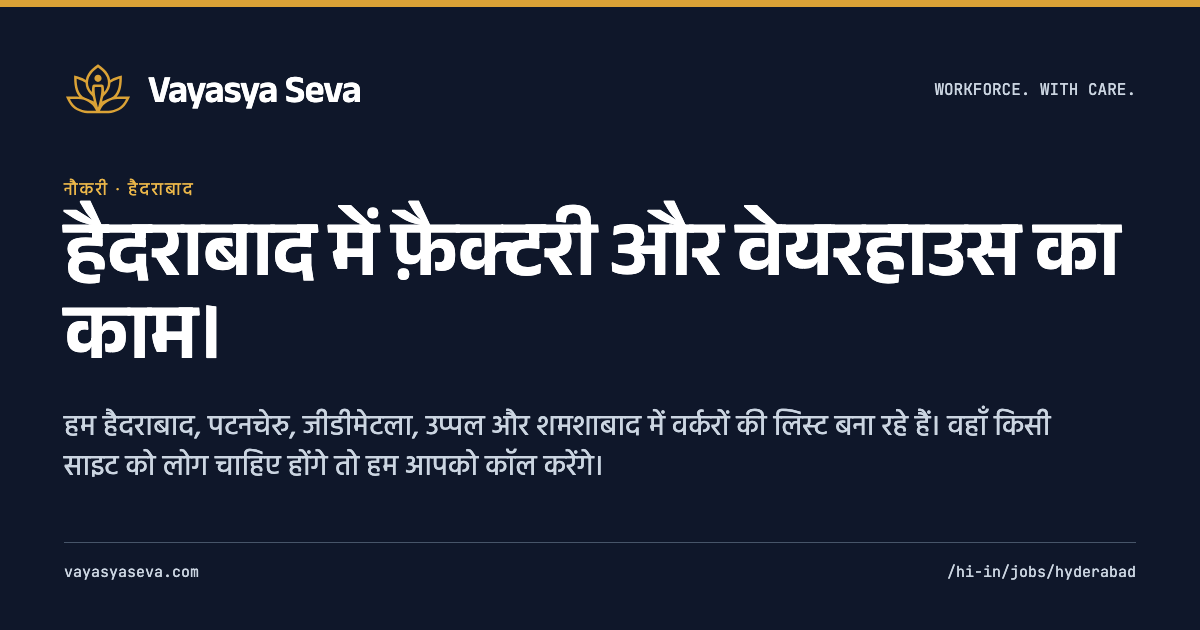 Vayasya Seva
WORKFORCE. WITH CARE.
नौकरी · हैदराबाद
हैदराबाद में फ़ैक्टरी और वेयरहाउस का
काम।
हम हैदराबाद, पटनचेरु, जीडीमेटला, उप्पल और शमशाबाद में वर्करों की लिस्ट बना रहे हैं। वहाँ किसी
साइट को लोग चाहिए होंगे तो हम आपको कॉल करेंगे।
vayasyaseva.com
/hi-in/jobs/hyderabad